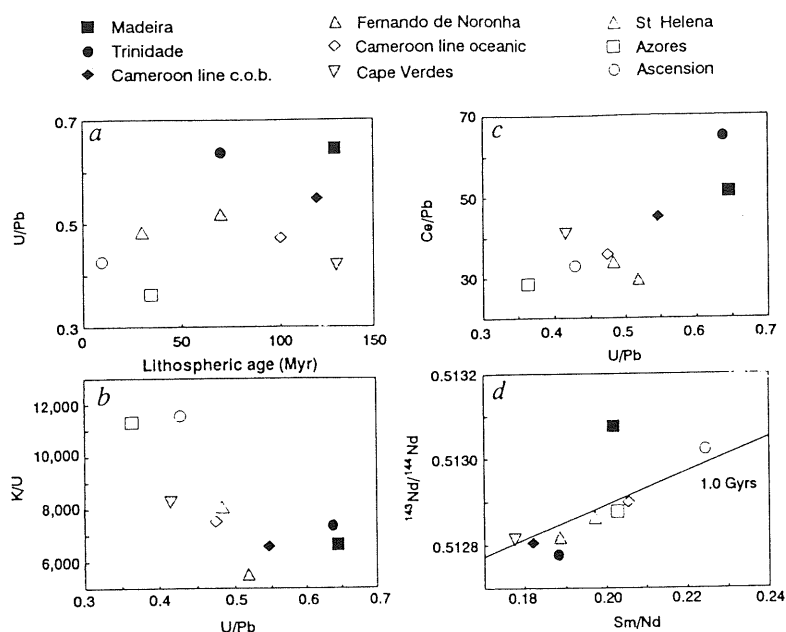 Madeira
Trinidade
Cameroon line c.o.b.
Fernando de Noronha
Cameroon line oceanic
Cape Verdes
St Helena
Azores
Ascension
a
0.7
0.5
0.3
U/Pb
0 50 100 150
Lithospheric age (Myr)
c
70
50
30
Ce/Pb
0.3 0.4 0.5 0.6 0.7
U/Pb
b
12,000
10,000
8,000
6,000
K/U
0.3 0.4 0.5 0.6 0.7
U/Pb
d
0.5132
0.5130
0.5128
¹⁴³Nd/¹⁴⁴Nd
1.0 Gyrs
0.18 0.20 0.22 0.24
Sm/Nd